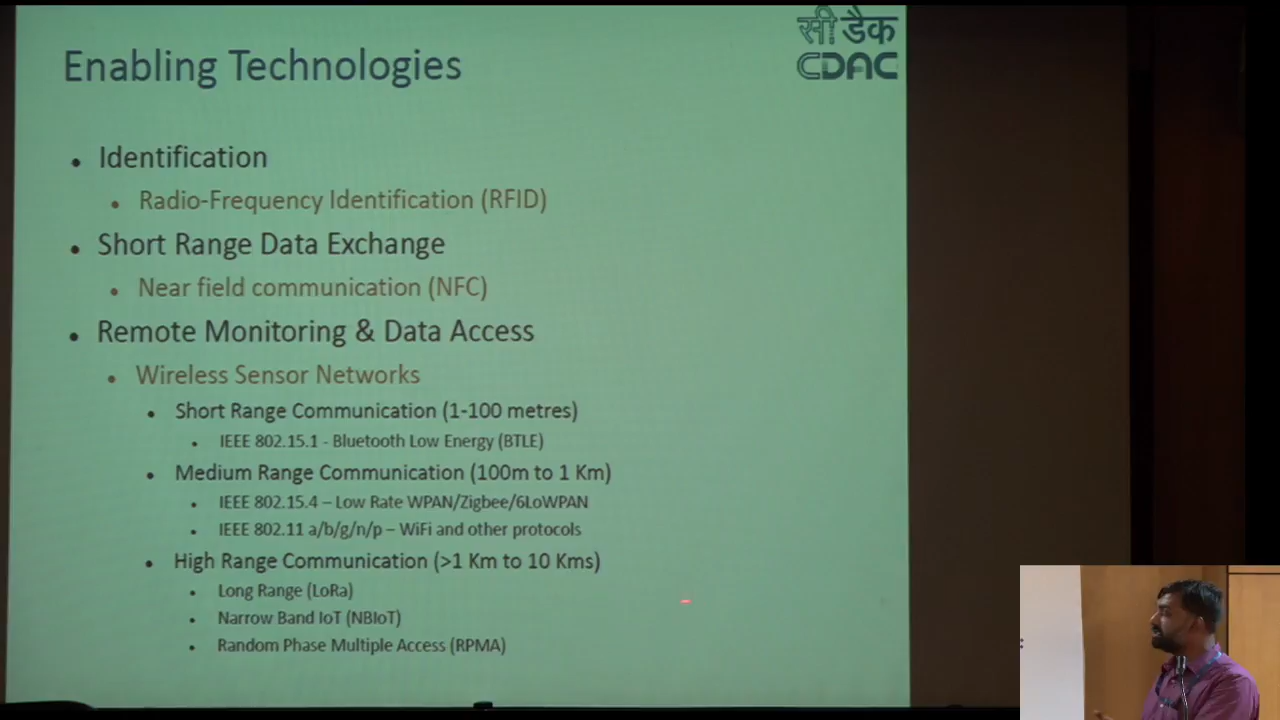 सी डैक
CDAC
Enabling Technologies
• Identification
• Radio-Frequency Identification (RFID)
• Short Range Data Exchange
• Near field communication (NFC)
• Remote Monitoring & Data Access
• Wireless Sensor Networks
• Short Range Communication (1-100 metres)
• IEEE 802.15.1 - Bluetooth Low Energy (BTLE)
• Medium Range Communication (100m to 1 Km)
• IEEE 802.15.4 – Low Rate WPAN/Zigbee/6LoWPAN
• IEEE 802.11 a/b/g/n/p – WiFi and other protocols
• High Range Communication (>1 Km to 10 Kms)
• Long Range (LoRa)
• Narrow Band IoT (NBIoT)
• Random Phase Multiple Access (RPMA)